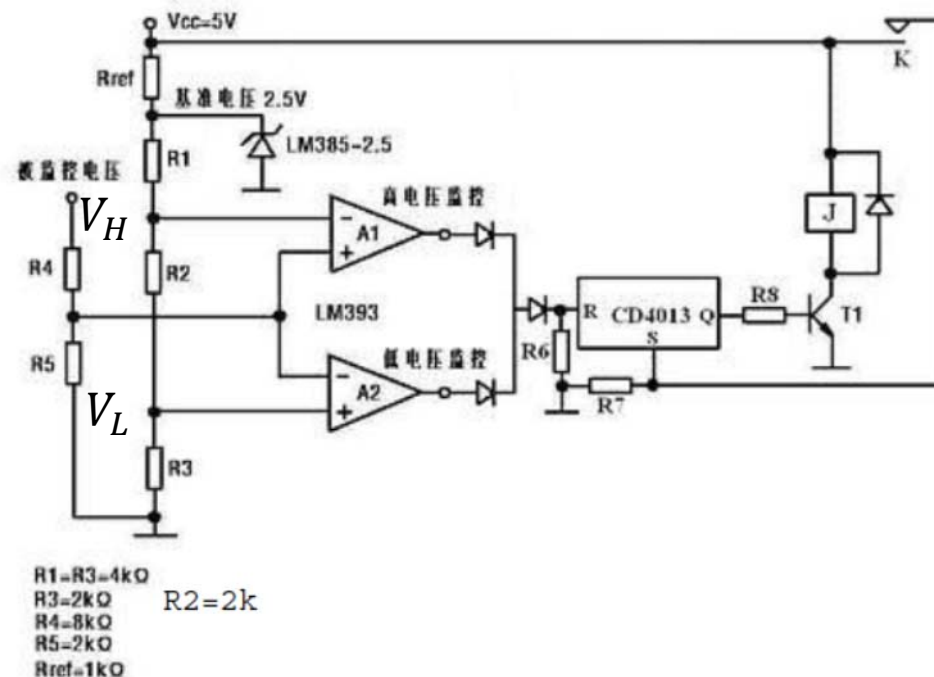 Vcc=5V
K
Rref
基准电压 2.5V
LM385-2.5
R1
被监控电压
高电压监控
V_H
−
A1
+
J
R4
R2
LM393
R
CD4013
Q
R8
T1
S
R5
低电压监控
R6
−
A2
+
R7
V_L
R3
R1=R3=4kΩ
R3=2kΩ
R2=2k
R4=8kΩ
R5=2kΩ
Rref=1kΩ